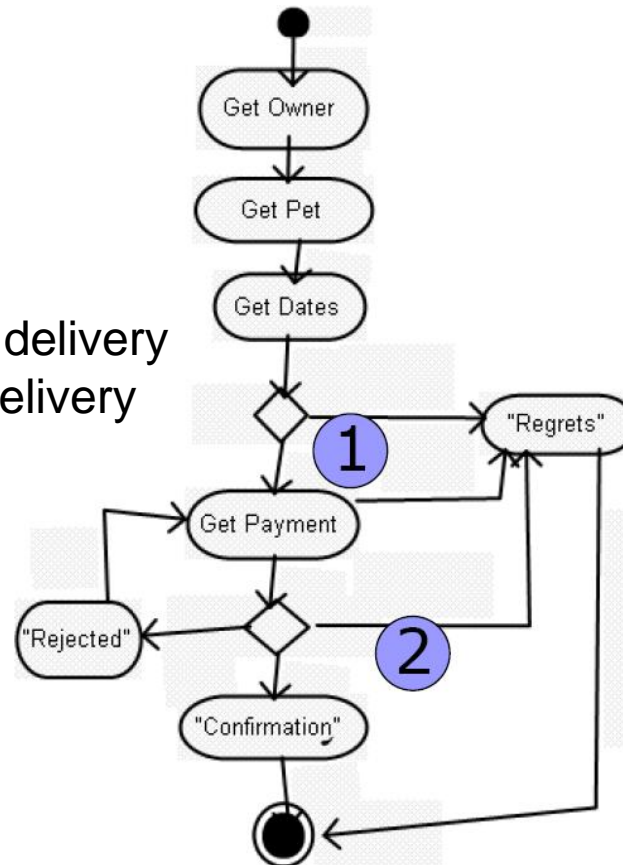 Get Owner
Get Pet
Get Dates
delivery
elivery
"Regrets"
1
Get Payment
"Rejected"
2
"Confirmation"